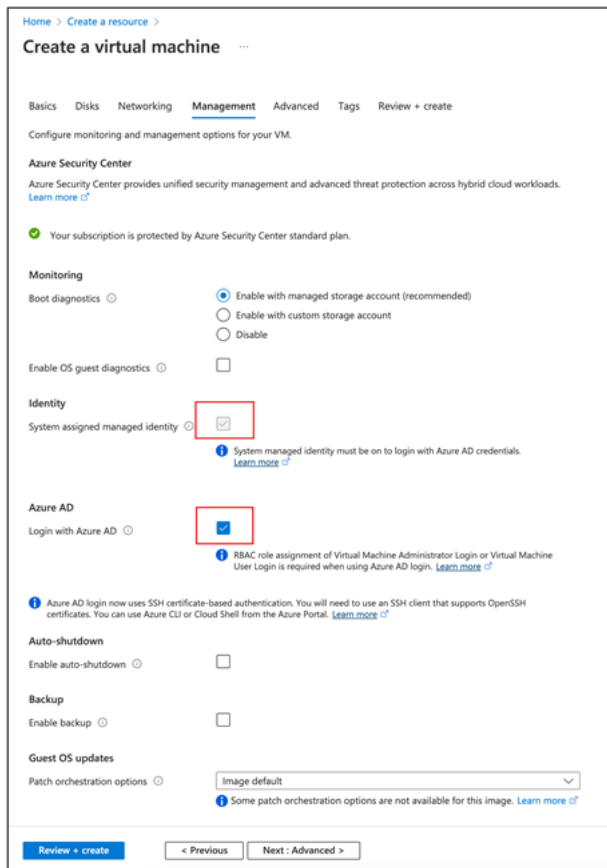 Home > Create a resource >
Create a virtual machine ...
Basics Disks Networking Management Advanced Tags Review + create
Configure monitoring and management options for your VM.
Azure Security Center
Azure Security Center provides unified security management and advanced threat protection across hybrid cloud workloads.
Learn more
Your subscription is protected by Azure Security Center standard plan.
Monitoring
Boot diagnostics
Enable with managed storage account (recommended)
Enable with custom storage account
Disable
Enable OS guest diagnostics
Identity
System assigned managed identity
System managed identity must be on to login with Azure AD credentials.
Learn more
Azure AD
Login with Azure AD
RBAC role assignment of Virtual Machine Administrator Login or Virtual Machine
User Login is required when using Azure AD login. Learn more
Azure AD login now uses SSH certificate-based authentication. You will need to use an SSH client that supports OpenSSH
certificates. You can use Azure CLI or Cloud Shell from the Azure Portal. Learn more
Auto-shutdown
Enable auto-shutdown
Backup
Enable backup
Guest OS updates
Patch orchestration options Image default
Some patch orchestration options are not available for this image. Learn more
Review + create < Previous Next : Advanced >